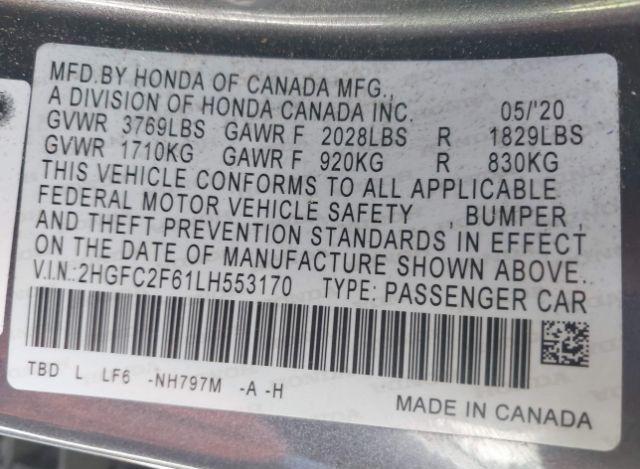 MFD.BY HONDA OF CANADA MFG.,
A DIVISION OF HONDA CANADA INC. 05/'20
GVWR 3769LBS GAWR F 2028LBS R 1829LBS
GVWR 1710KG GAWR F 920KG R 830KG
THIS VEHICLE CONFORMS TO ALL APPLICABLE
FEDERAL MOTOR VEHICLE SAFETY , BUMPER ,
AND THEFT PREVENTION STANDARDS IN EFFECT
ON THE DATE OF MANUFACTURE SHOWN ABOVE.
V.I.N.:2HGFC2F61LH553170 TYPE: PASSENGER CAR
TBD L LF6 -NH797M -A -H
MADE IN CANADA